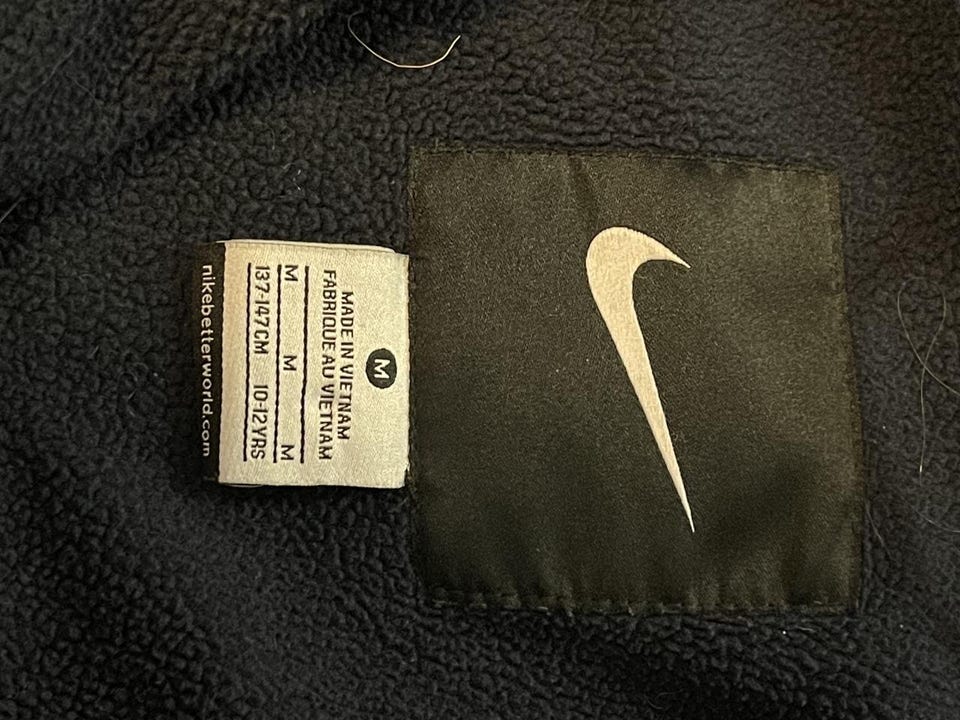 M
MADE IN VIETNAM
FABRIQUE AU VIETNAM
M M M
137-147CM 10-12YRS
nikebetterworld.com